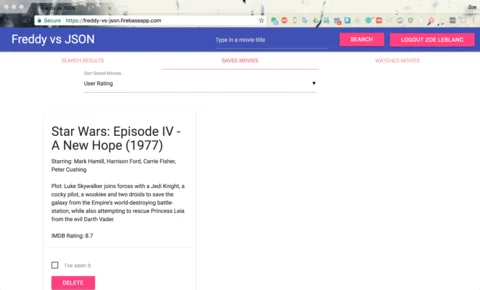 Freddy vs JSON
Zoe
Secure
https://freddy-vs-json.firebaseapp.com
Freddy vs JSON
Type in a movie title
SEARCH
LOGOUT ZOE LEBLANC
SEARCH RESULTS
SAVED MOVIES
WATCHED MOVIES
Sort Saved Movies
User Rating
Star Wars: Episode IV -
A New Hope (1977)
Starring: Mark Hamill, Harrison Ford, Carrie Fisher,
Peter Cushing
Plot: Luke Skywalker joins forces with a Jedi Knight, a
cocky pilot, a wookiee and two droids to save the
galaxy from the Empire's world-destroying battle-
station, while also attempting to rescue Princess Leia
from the evil Darth Vader.
IMDB Rating: 8.7
I've seen it
DELETE